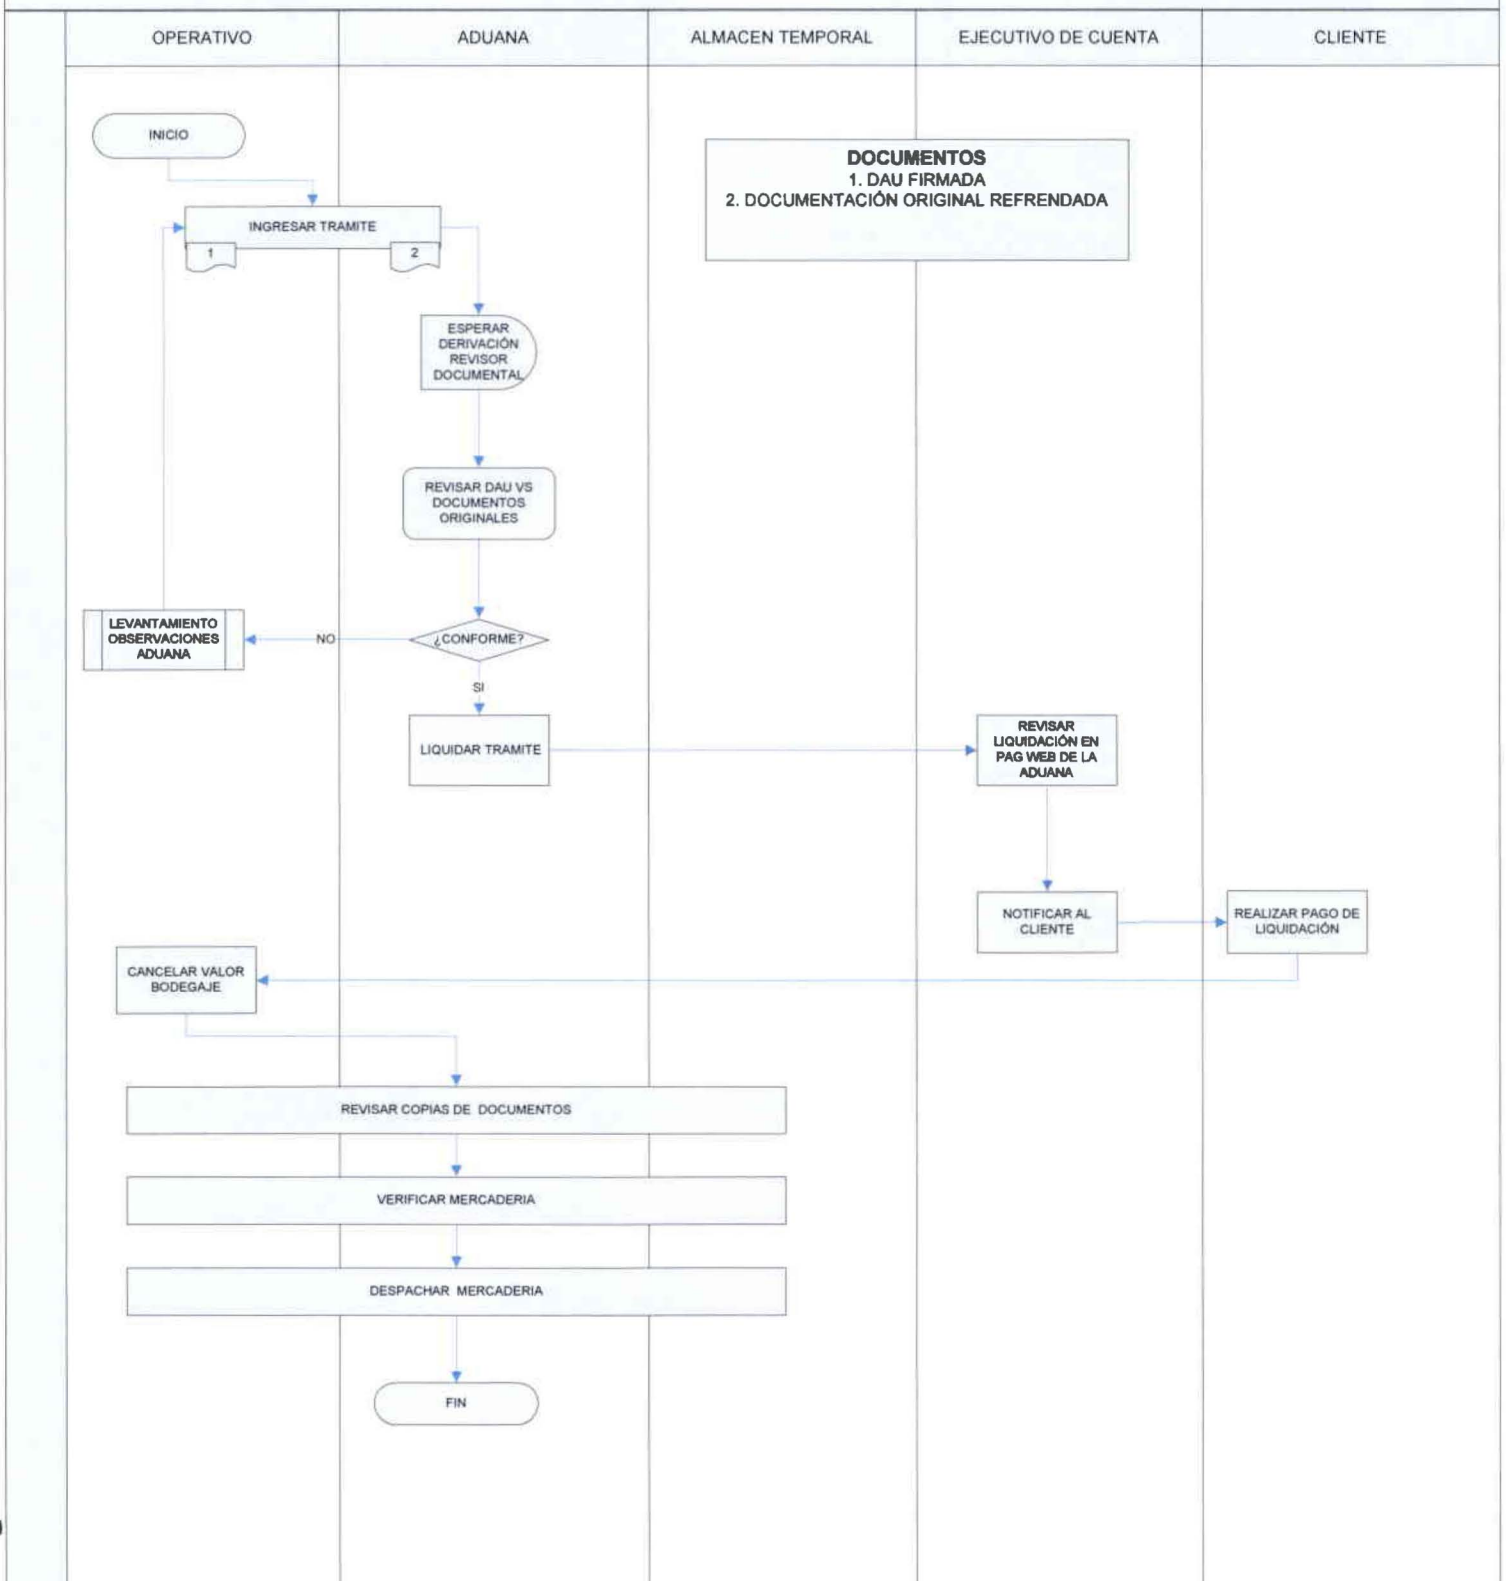 OPERATIVO
ADUANA
ALMACEN TEMPORAL
EJECUTIVO DE CUENTA
CLIENTE
INICIO
DOCUMENTOS
1. DAU FIRMADA
2. DOCUMENTACIÓN ORIGINAL REFRENDADA
INGRESAR TRAMITE
1
2
ESPERAR
DERIVACIÓN
REVISOR
DOCUMENTAL
REVISAR DAU VS
DOCUMENTOS
ORIGINALES
LEVANTAMIENTO
OBSERVACIONES
ADUANA
NO
¿CONFORME?
SI
LIQUIDAR TRAMITE
REVISAR
LIQUIDACIÓN EN
PAG WEB DE LA
ADUANA
NOTIFICAR AL
CLIENTE
REALIZAR PAGO DE
LIQUIDACIÓN
CANCELAR VALOR
BODEGAJE
REVISAR COPIAS DE DOCUMENTOS
VERIFICAR MERCADERIA
DESPACHAR MERCADERIA
FIN